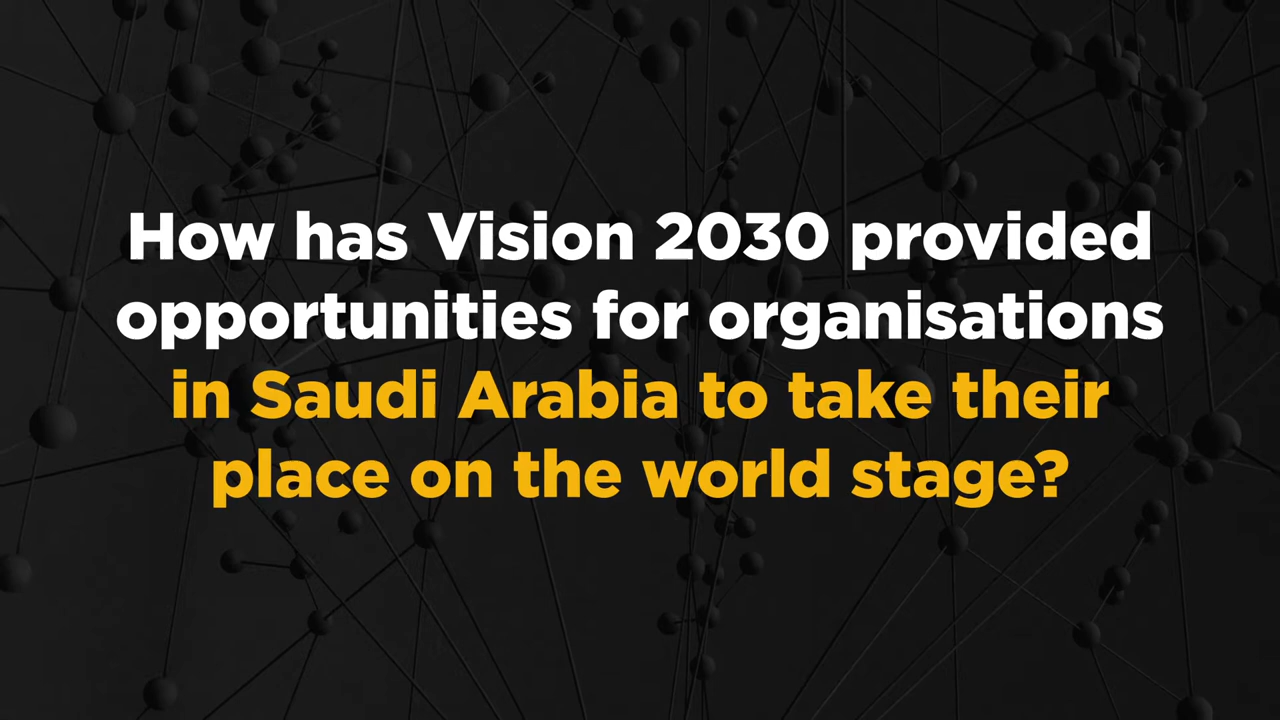 How has Vision 2030 provided
opportunities for organisations
in Saudi Arabia to take their
place on the world stage?